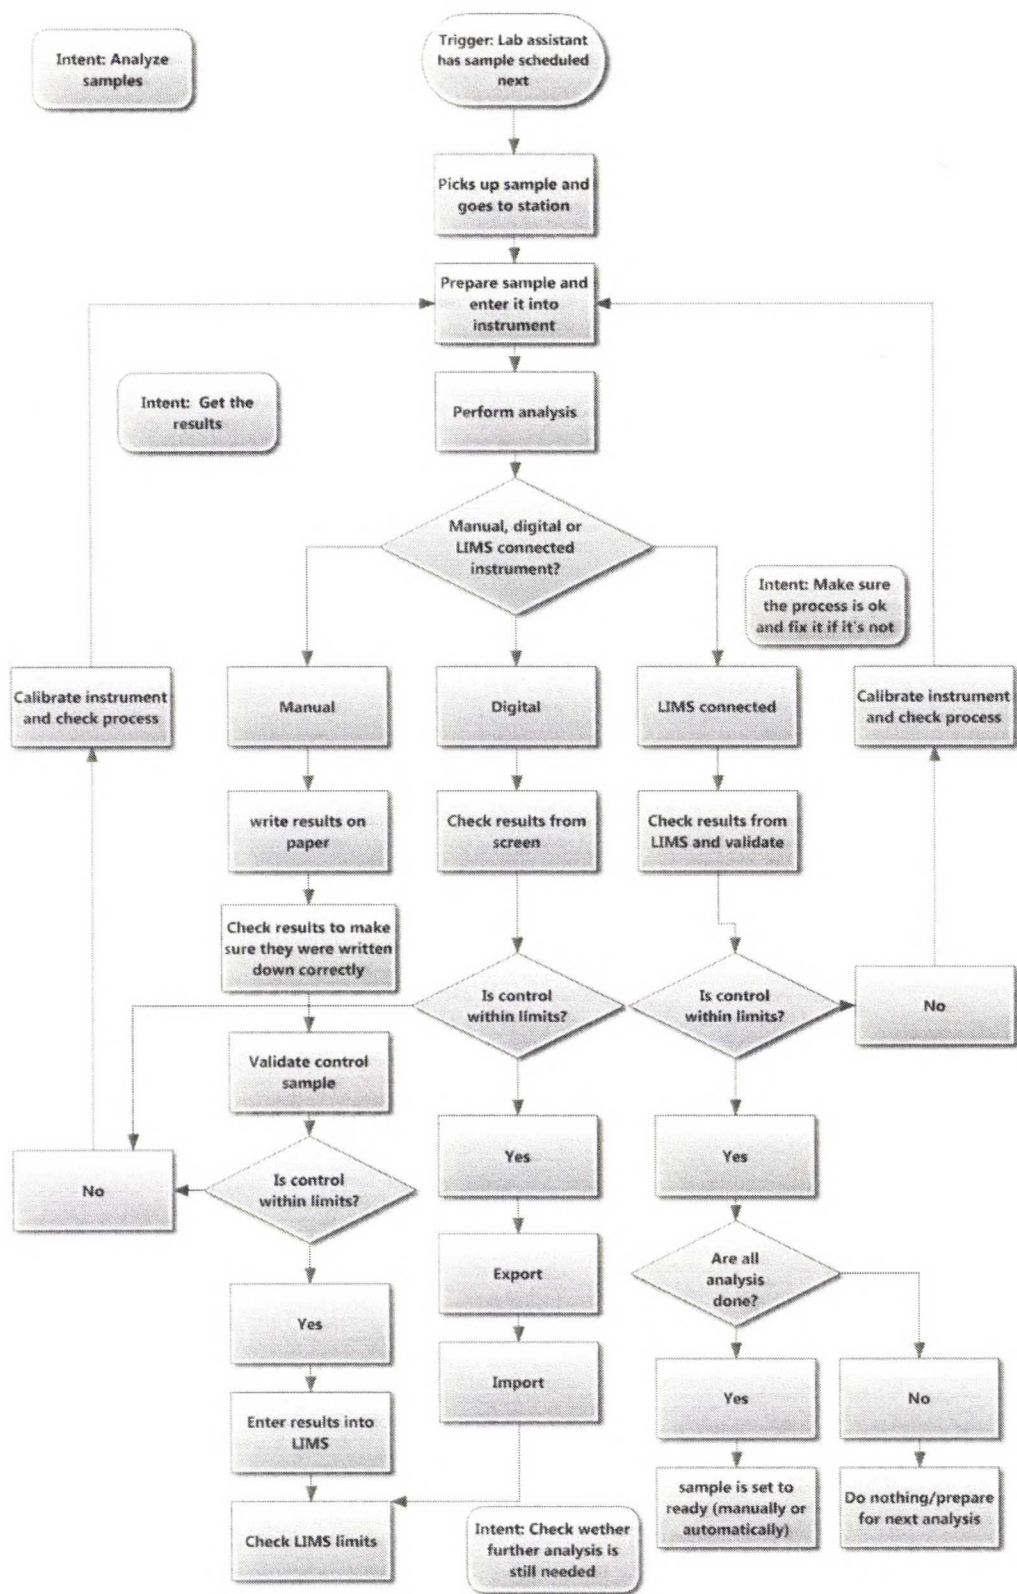 Intent: Analyze
samples
Trigger: Lab assistant
has sample scheduled
next
Picks up sample and
goes to station
Prepare sample and
enter it into
instrument
Intent:  Get the
results
Perform analysis
Manual, digital or
LIMS connected
instrument?
Intent: Make sure
the process is ok
and fix it if it's not
Calibrate instrument
and check process
Manual
Digital
LIMS connected
Calibrate instrument
and check process
write results on
paper
Check results from
screen
Check results from
LIMS and validate
Check results to make
sure they were written
down correctly
Is control
within limits?
Is control
within limits?
No
Validate control
sample
No
Is control
within limits?
Yes
Yes
Export
Are all
analysis
done?
Yes
Import
Yes
No
Enter results into
LIMS
Check LIMS limits
Intent: Check wether
further analysis is
still needed
sample is set to
ready (manually or
automatically)
Do nothing/prepare
for next analysis